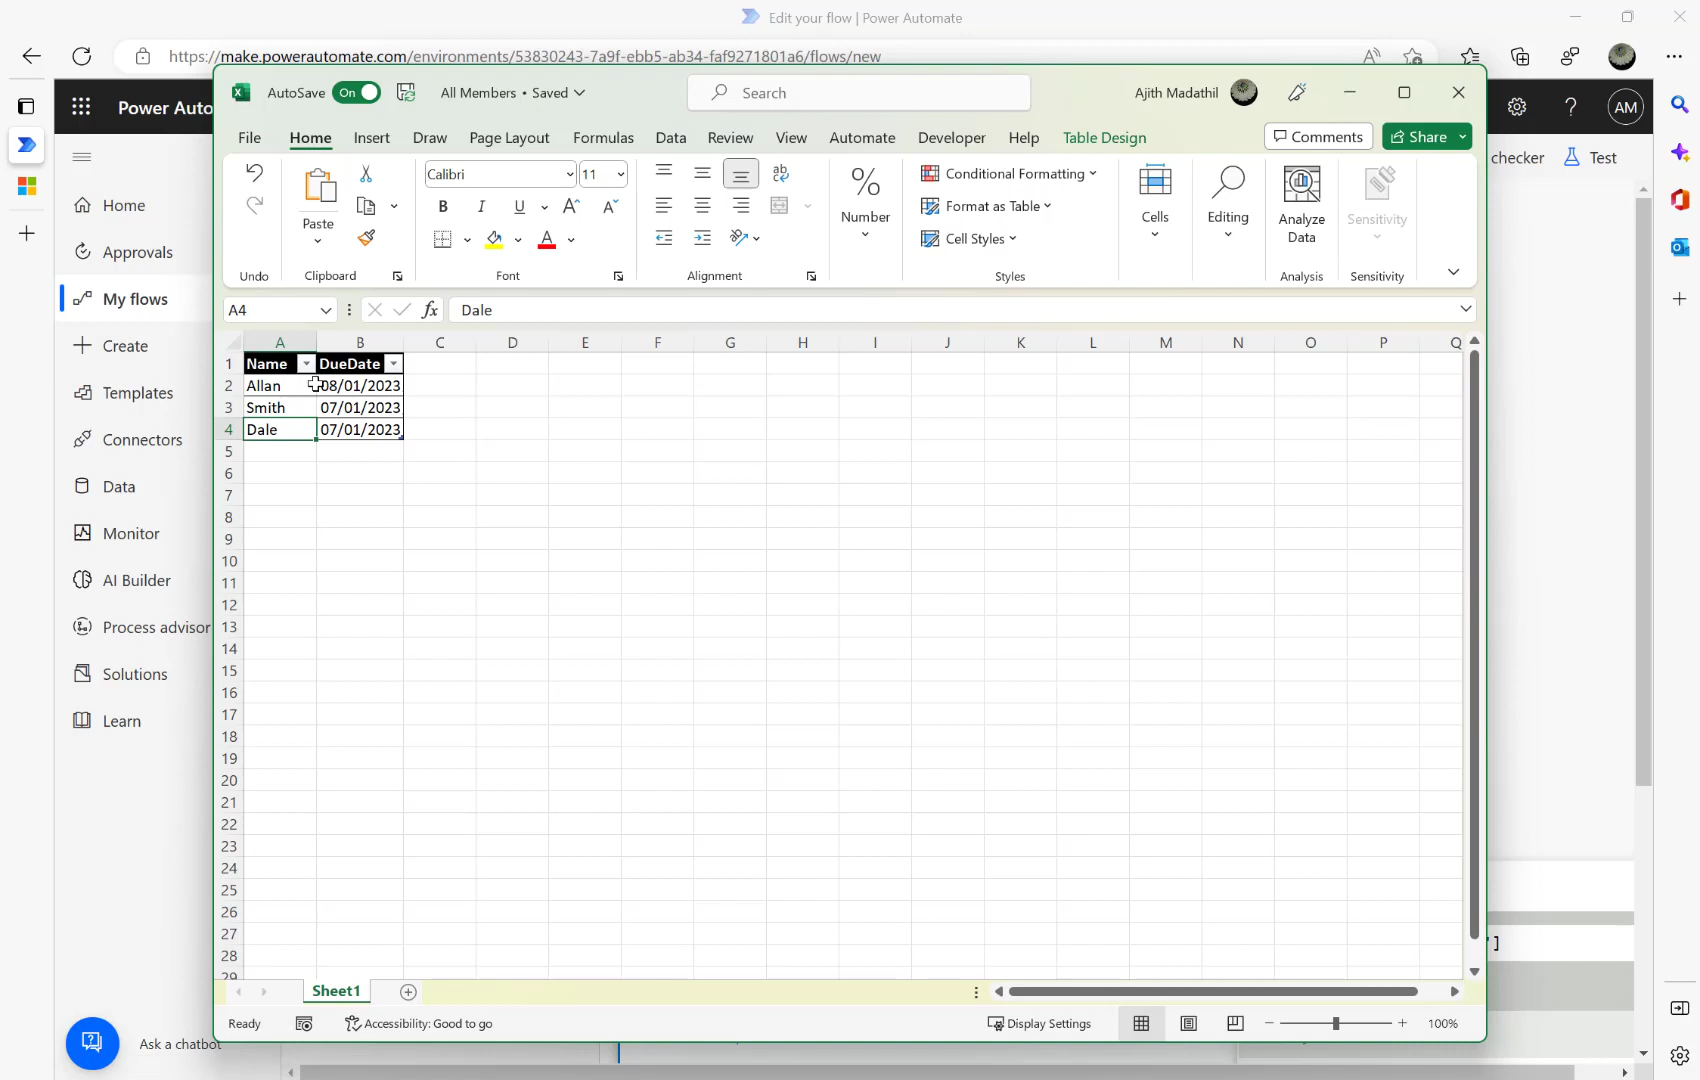 Edit your flow | Power Automate
https://make.powerautomate.com/environments/53830243-7a9f-ebb5-ab34-faf9271801a6/flows/new
Power Auto
AM
checker
Test
Home
Approvals
My flows
Create
Templates
Connectors
Data
Monitor
AI Builder
Process advisor
Solutions
Learn
Ask a chatbot
AutoSave On All Members • Saved
Search
Ajith Madathil
File Home Insert Draw Page Layout Formulas Data Review View Automate Developer Help Table Design
Comments Share
Calibri 11
Paste
B I U
Number
Conditional Formatting
Format as Table
Cell Styles
Cells
Editing
Analyze Data
Sensitivity
Undo Clipboard Font Alignment Styles Analysis Sensitivity
A4 fx Dale
A B C D E F G H I J K L M N O P Q
1 Name DueDate
2 Allan 08/01/2023
3 Smith 07/01/2023
4 Dale 07/01/2023
5
6
7
8
9
10
11
12
13
14
15
16
17
18
19
20
21
22
23
24
25
26
27
28
29
']
Sheet1
Ready
Accessibility: Good to go
Display Settings
100%